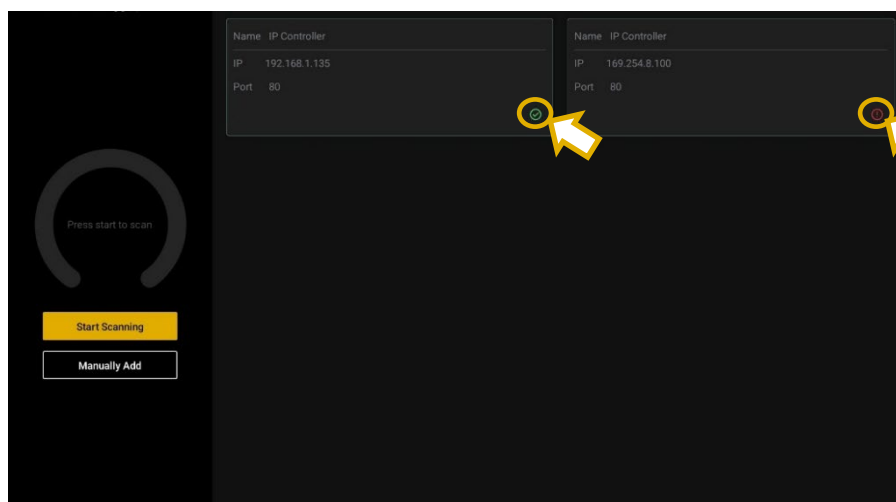 Name IP Controller
IP 192.168.1.135
Port 80
Name IP Controller
IP 169.254.8.100
Port 80
Press start to scan
Start Scanning
Manually Add